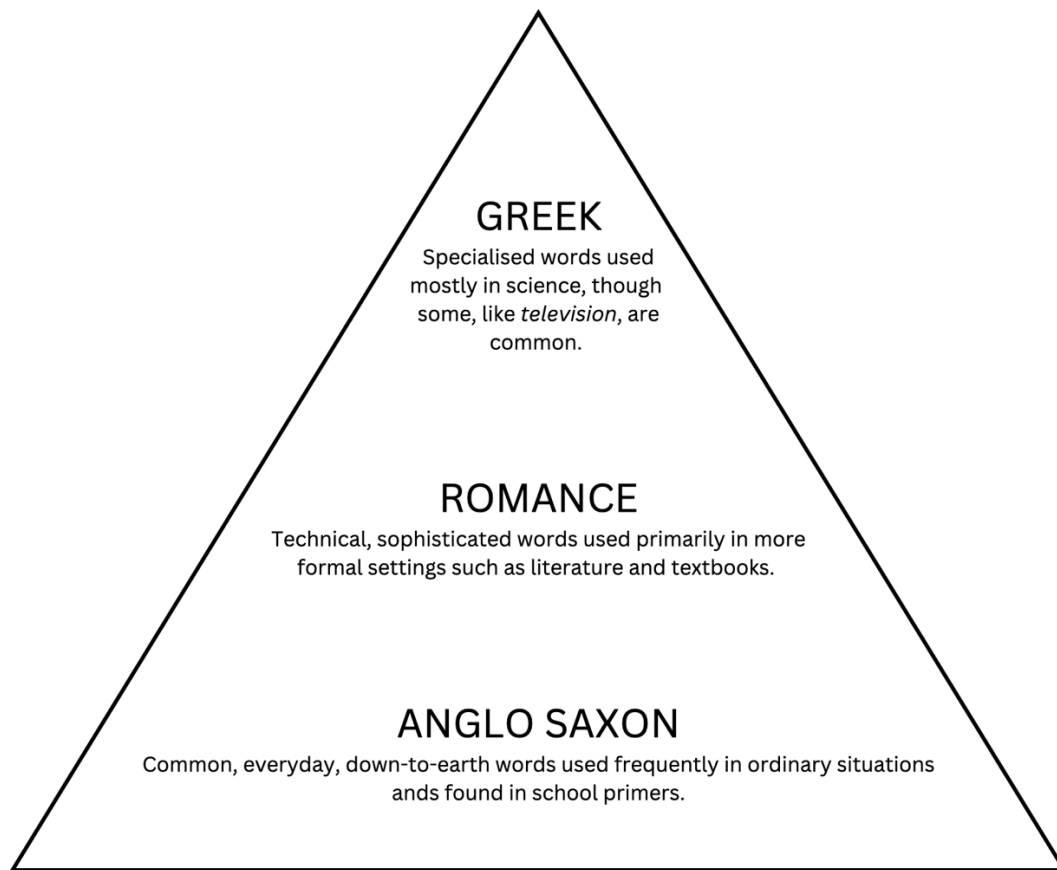 GREEK
Specialised words used
mostly in science, though
some, like television, are
common.
ROMANCE
Technical, sophisticated words used primarily in more
formal settings such as literature and textbooks.
ANGLO SAXON
Common, everyday, down-to-earth words used frequently in ordinary situations
ands found in school primers.